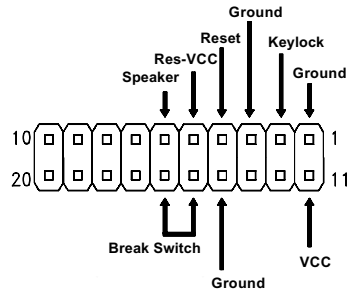 Ground
Reset
Keylock
Res-VCC
Speaker
Ground
10
1
20
11
Break Switch
VCC
Ground